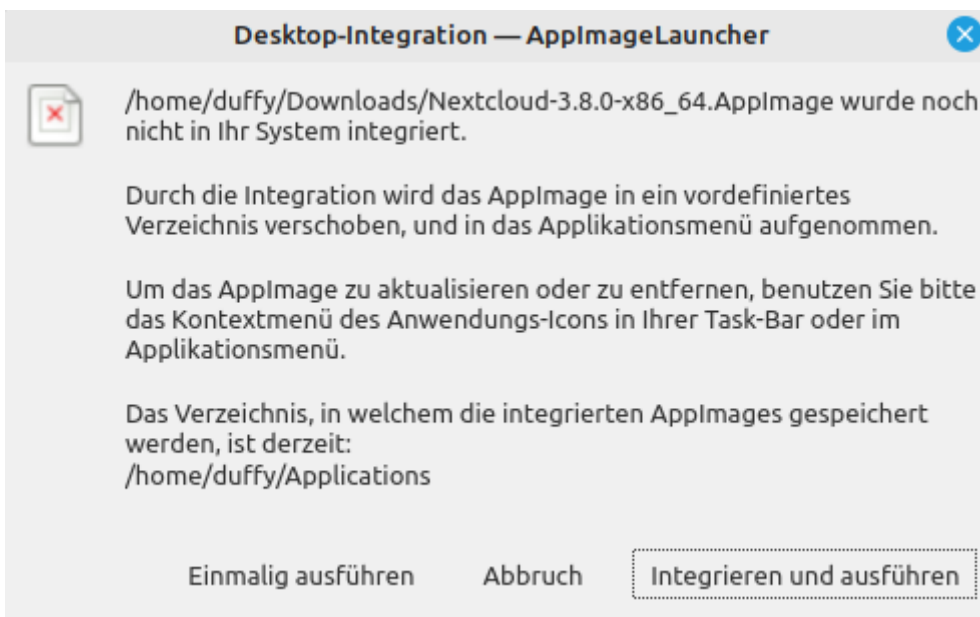 Desktop-Integration — AppImageLauncher
/home/duffy/Downloads/Nextcloud-3.8.0-x86_64.AppImage wurde noch
nicht in Ihr System integriert.
Durch die Integration wird das AppImage in ein vordefiniertes
Verzeichnis verschoben, und in das Applikationsmenü aufgenommen.
Um das AppImage zu aktualisieren oder zu entfernen, benutzen Sie bitte
das Kontextmenü des Anwendungs-Icons in Ihrer Task-Bar oder im
Applikationsmenü.
Das Verzeichnis, in welchem die integrierten AppImages gespeichert
werden, ist derzeit:
/home/duffy/Applications
Einmalig ausführen Abbruch Integrieren und ausführen